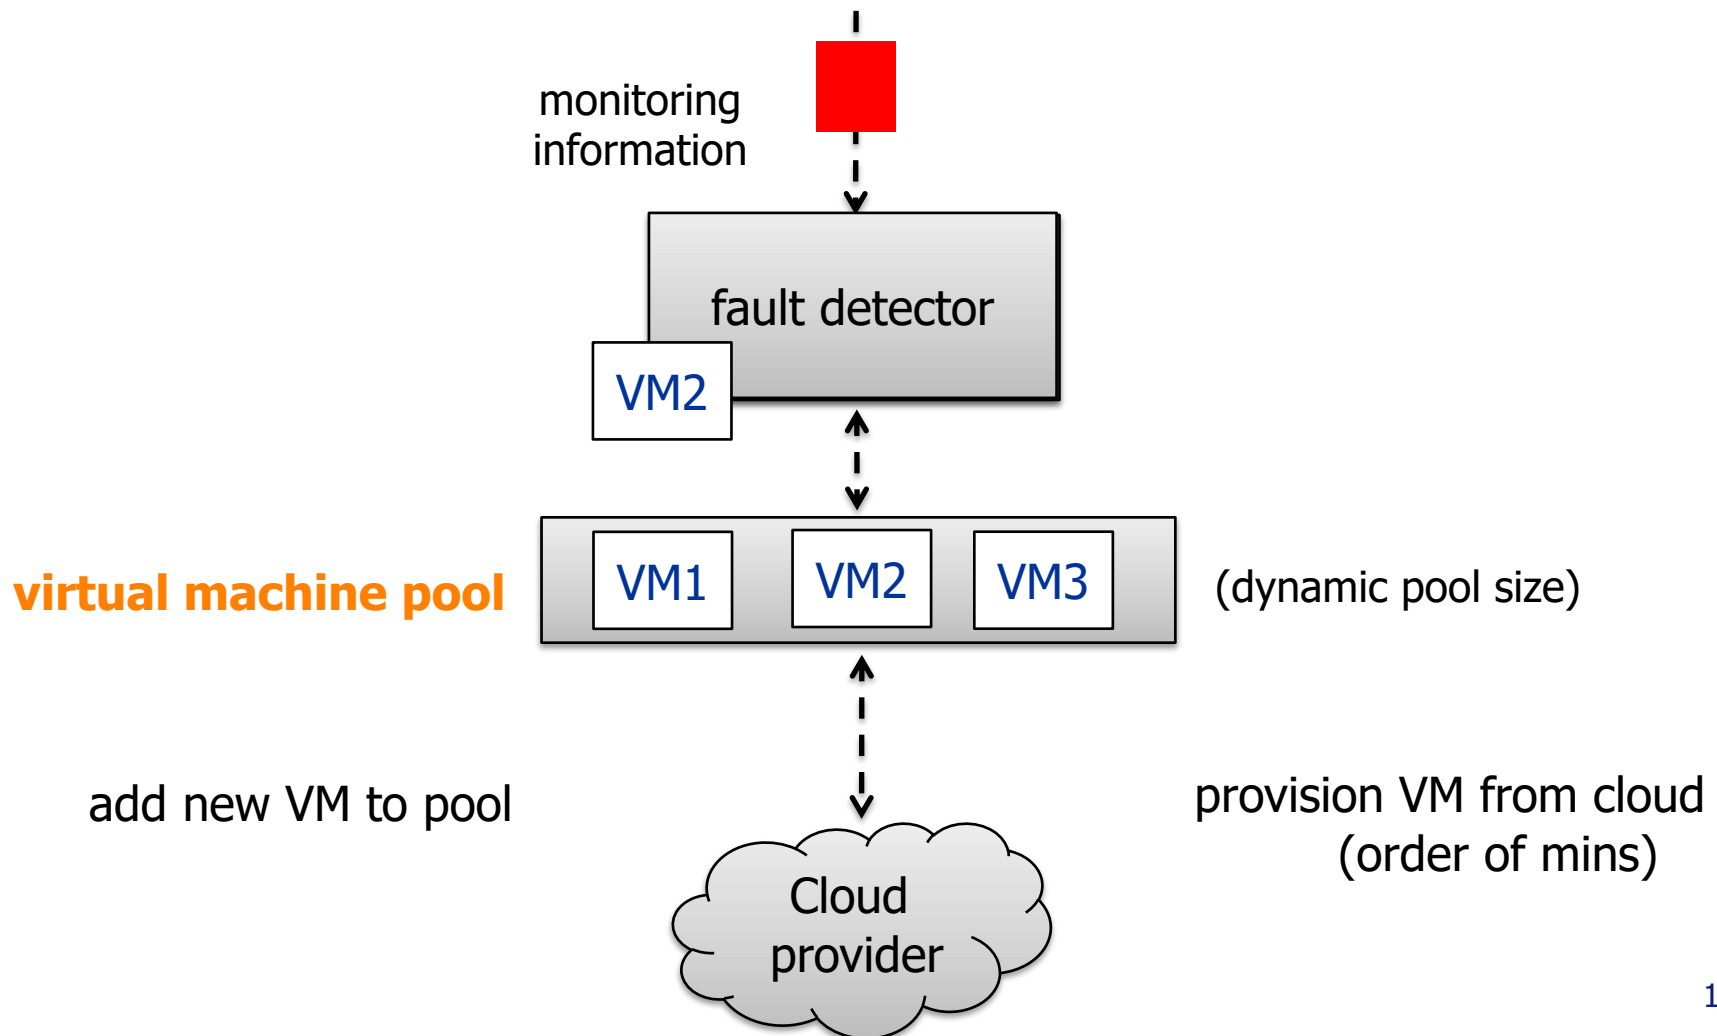 monitoring
information
fault detector
VM2
virtual machine pool
VM1
VM2
VM3
(dynamic pool size)
add new VM to pool
provision VM from cloud
(order of mins)
Cloud
provider
1